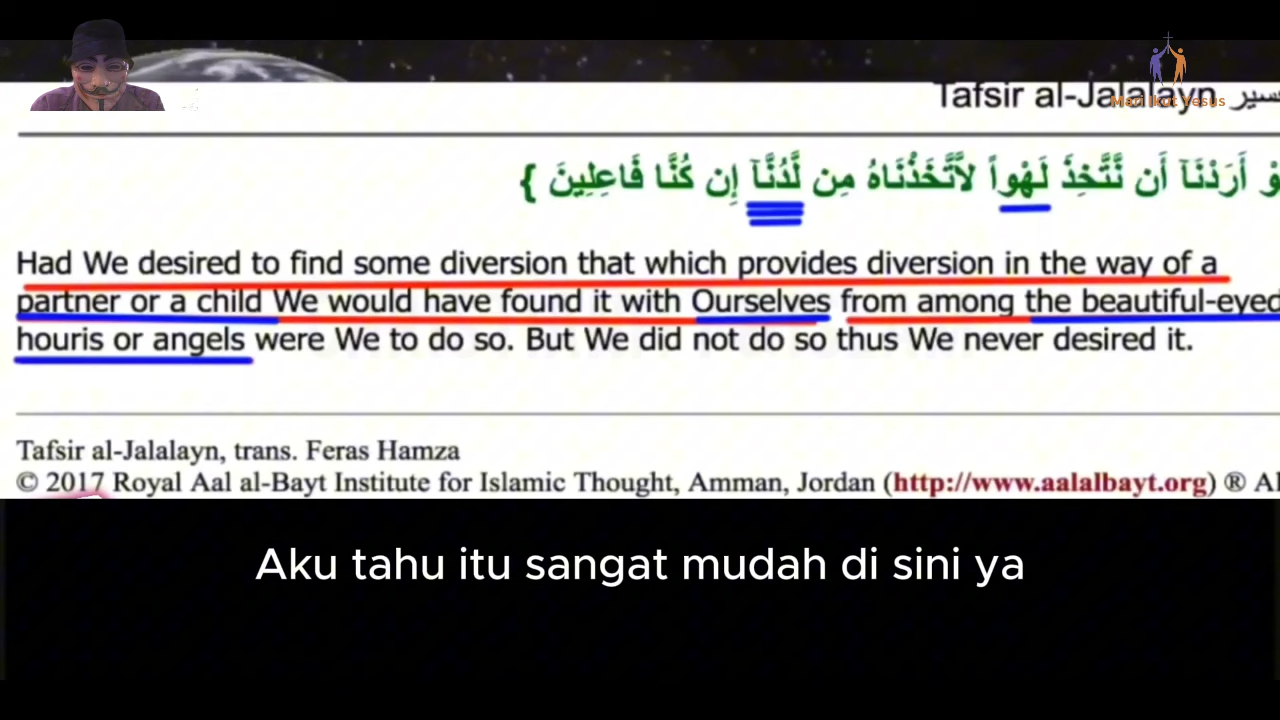 Tafsir al-Jalalayn
Mari Ikut Yesus
أَرَدْنَآ أَن نَّتَّخِذَ لَهْواً لاَّتَّخَذْنَاهُ مِن لَّدُنَّآ إِن كُنَّا فَاعِلِينَ }
Had We desired to find some diversion that which provides diversion in the way of a
partner or a child We would have found it with Ourselves from among the beautiful-eyed
houris or angels were We to do so. But We did not do so thus We never desired it.
Tafsir al-Jalalayn, trans. Feras Hamza
© 2017 Royal Aal al-Bayt Institute for Islamic Thought, Amman, Jordan (http://www.aalalbayt.org) ®
Aku tahu itu sangat mudah di sini ya